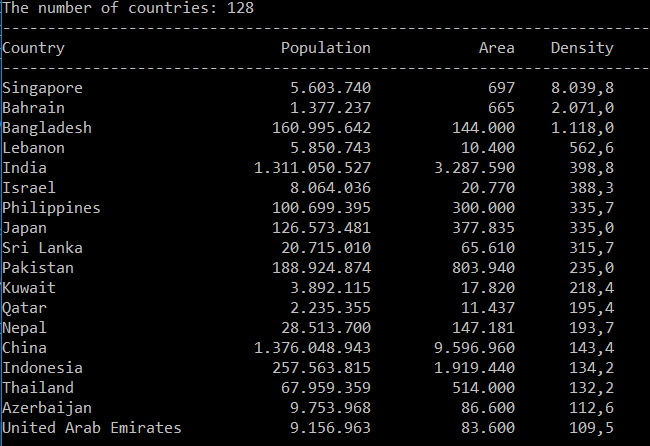 The number of countries: 128
--------------------------------------------------------------------------
Country Population Area Density
--------------------------------------------------------------------------
Singapore 5.603.740 697 8.039,8
Bahrain 1.377.237 665 2.071,0
Bangladesh 160.995.642 144.000 1.118,0
Lebanon 5.850.743 10.400 562,6
India 1.311.050.527 3.287.590 398,8
Israel 8.064.036 20.770 388,3
Philippines 100.699.395 300.000 335,7
Japan 126.573.481 377.835 335,0
Sri Lanka 20.715.010 65.610 315,7
Pakistan 188.924.874 803.940 235,0
Kuwait 3.892.115 17.820 218,4
Qatar 2.235.355 11.437 195,4
Nepal 28.513.700 147.181 193,7
China 1.376.048.943 9.596.960 143,4
Indonesia 257.563.815 1.919.440 134,2
Thailand 67.959.359 514.000 132,2
Azerbaijan 9.753.968 86.600 112,6
United Arab Emirates 9.156.963 83.600 109,5